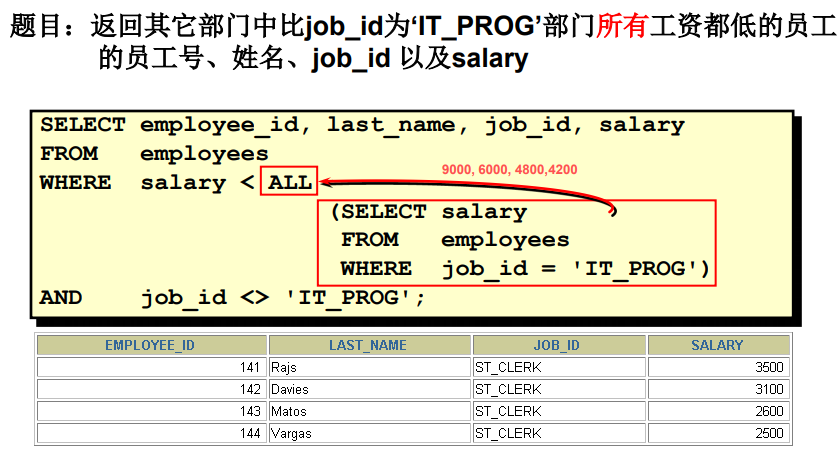 题目：返回其它部门中比job_id为‘IT_PROG’部门所有工资都低的员工
的员工号、姓名、job_id 以及salary
SELECT employee_id, last_name, job_id, salary
FROM employees
9000, 6000, 4800,4200
WHERE salary < ALL
(SELECT salary
FROM employees
WHERE job_id = 'IT_PROG')
AND job_id <> 'IT_PROG';
EMPLOYEE_ID LAST_NAME JOB_ID SALARY
141 Rajs ST_CLERK 3500
142 Davies ST_CLERK 3100
143 Matos ST_CLERK 2600
144 Vargas ST_CLERK 2500